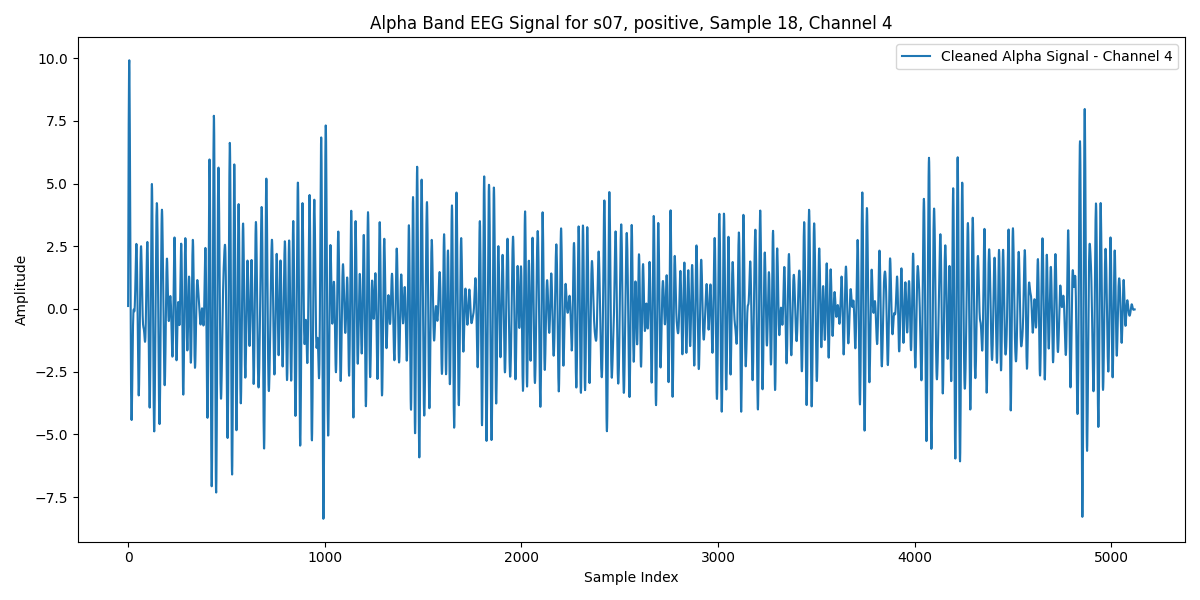 Alpha Band EEG Signal for s07, positive, Sample 18, Channel 4
Cleaned Alpha Signal - Channel 4
Amplitude
10.0
7.5
5.0
2.5
0.0
−2.5
−5.0
−7.5
0 1000 2000 3000 4000 5000
Sample Index